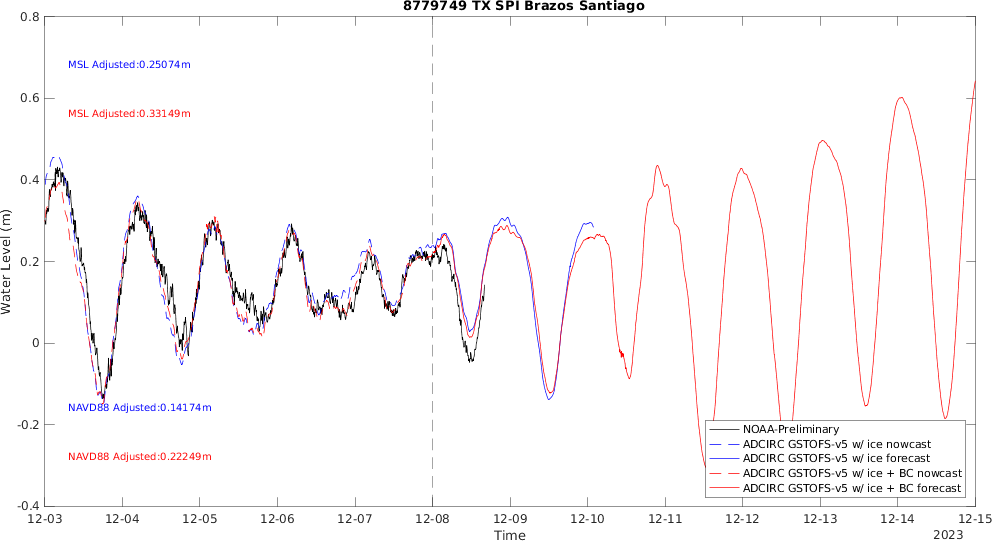 8779749 TX SPI Brazos Santiago
0.8
0.6
0.4
0.2
0
-0.2
-0.4
Water Level (m)
MSL Adjusted:0.25074m
MSL Adjusted:0.33149m
NAVD88 Adjusted:0.14174m
NAVD88 Adjusted:0.22249m
NOAA-Preliminary
ADCIRC GSTOFS-v5 w/ ice nowcast
ADCIRC GSTOFS-v5 w/ ice forecast
ADCIRC GSTOFS-v5 w/ ice + BC nowcast
ADCIRC GSTOFS-v5 w/ ice + BC forecast
12-03 12-04 12-05 12-06 12-07 12-08 12-09 12-10 12-11 12-12 12-13 12-14 12-15
Time
2023